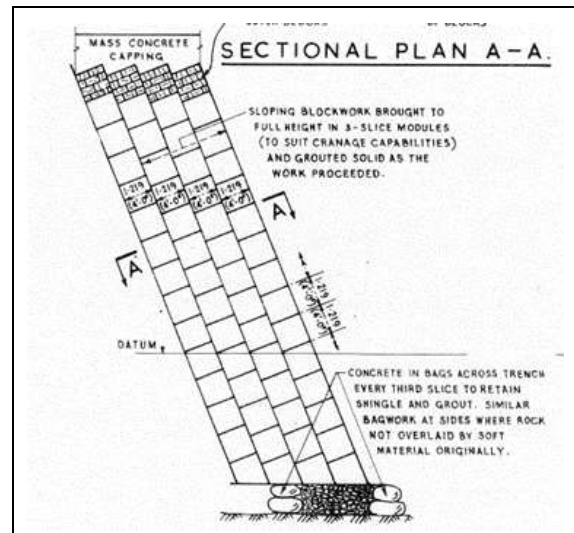 MASS CONCRETE
CAPPING
SECTIONAL PLAN A-A.
SLOPING BLOCKWORK BROUGHT TO
FULL HEIGHT IN 3-SLICE MODULES
(TO SUIT CRANAGE CAPABILITIES)
AND GROUTED SOLID AS THE
WORK PROCEEDED.
1·219 1·219 1·219 1·219
(4'·0") (4'·0") (4'·0") (4'·0")
A
A
1·219 1·219
(4'·0") (4'·0")
DATUM
CONCRETE IN BAGS ACROSS TRENCH
EVERY THIRD SLICE TO RETAIN
SHINGLE AND GROUT. SIMILAR
BAGWORK AT SIDES WHERE ROCK
NOT OVERLAID BY SOFT
MATERIAL ORIGINALLY.